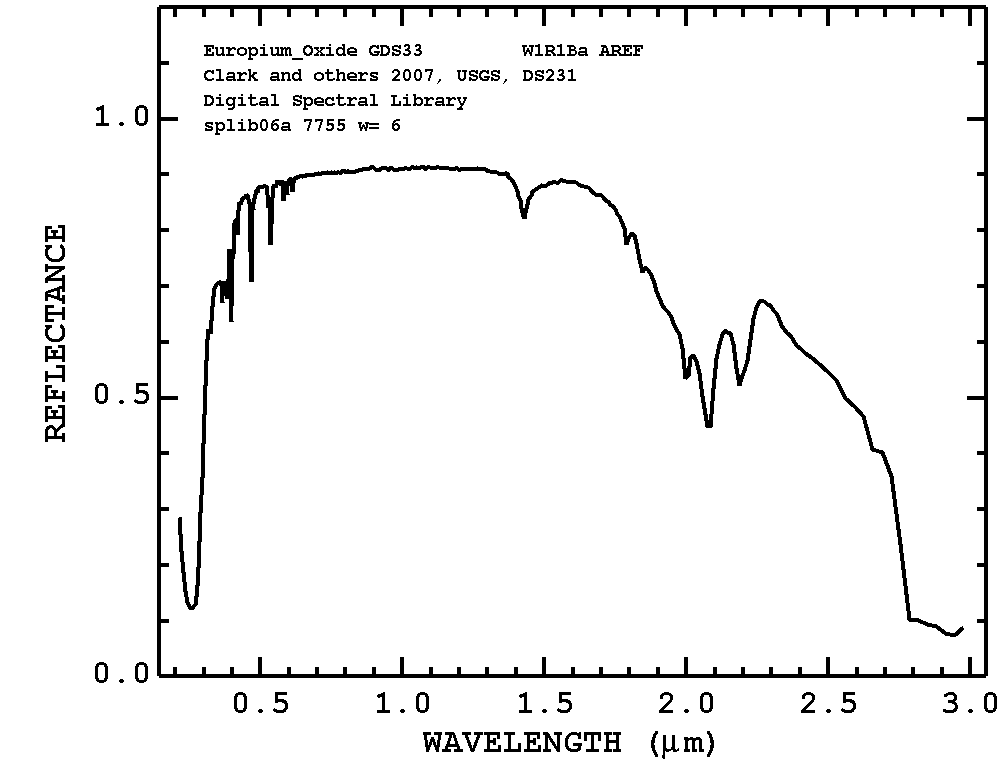 Europium_Oxide GDS33 W1R1Ba AREF
Clark and others 2007, USGS, DS231
Digital Spectral Library
splib06a 7755 w= 6
REFLECTANCE
1.0
0.5
0.0
0.5 1.0 1.5 2.0 2.5 3.0
WAVELENGTH (μm)